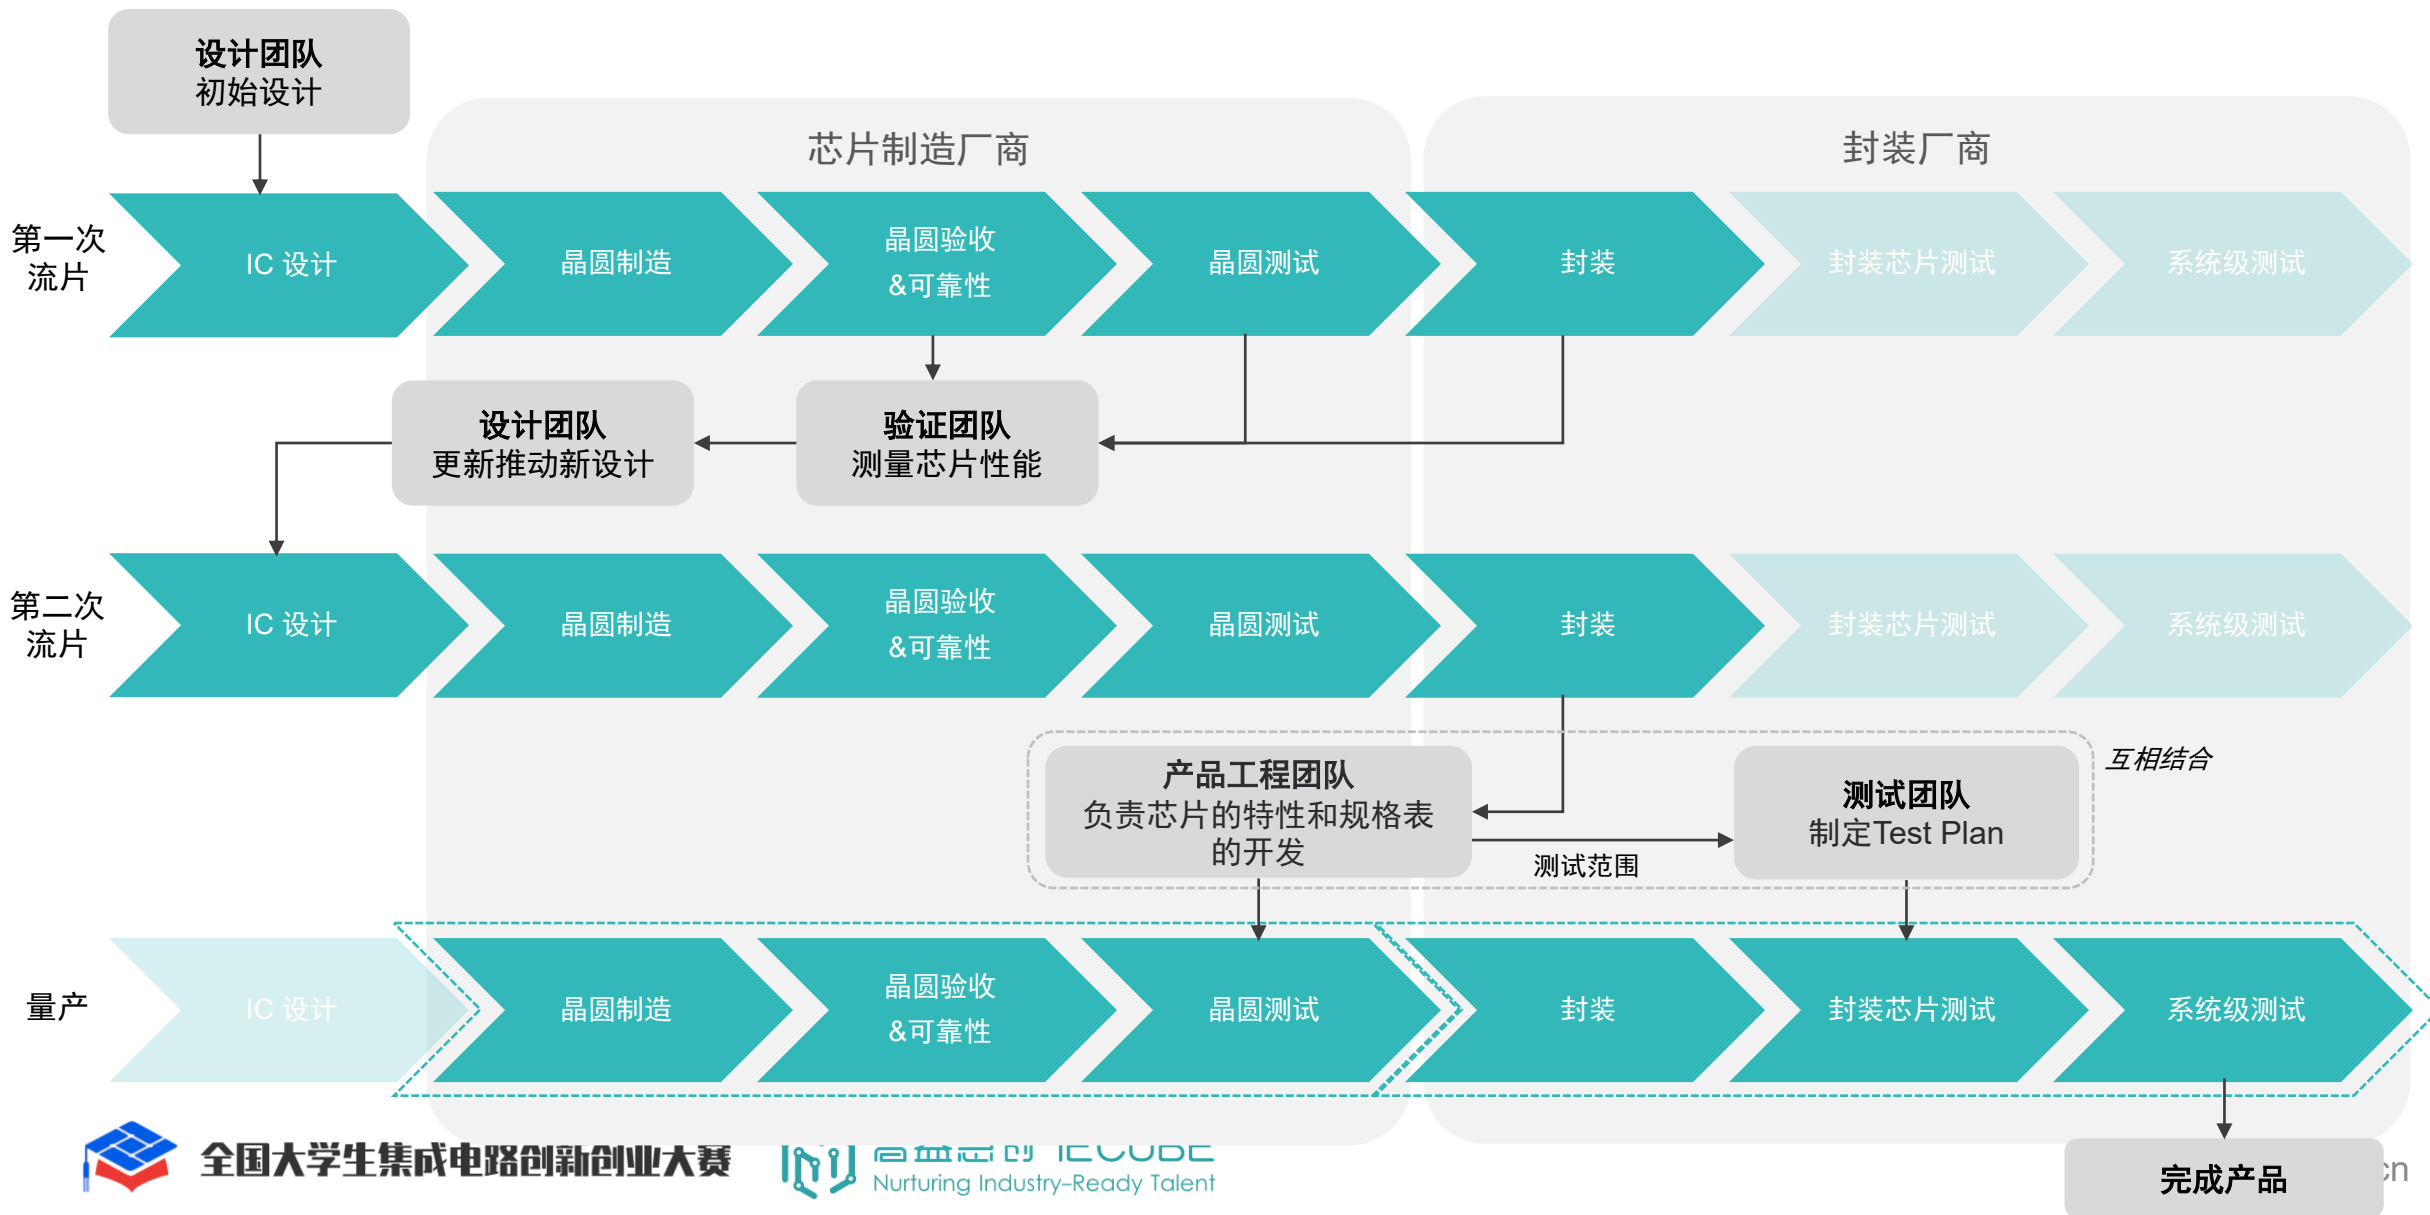 设计团队
初始设计
芯片制造厂商
封装厂商
第一次
流片
IC 设计
晶圆制造
晶圆验收
&可靠性
晶圆测试
封装
封装芯片测试
系统级测试
设计团队
更新推动新设计
验证团队
测量芯片性能
第二次
流片
IC 设计
晶圆制造
晶圆验收
&可靠性
晶圆测试
封装
封装芯片测试
系统级测试
产品工程团队
负责芯片的特性和规格表
的开发
测试范围
测试团队
制定Test Plan
互相结合
量产
IC 设计
晶圆制造
晶圆验收
&可靠性
晶圆测试
封装
封装芯片测试
系统级测试
全国大学生集成电路创新创业大赛
IECUBE
Nurturing Industry-Ready Talent
完成产品
cn